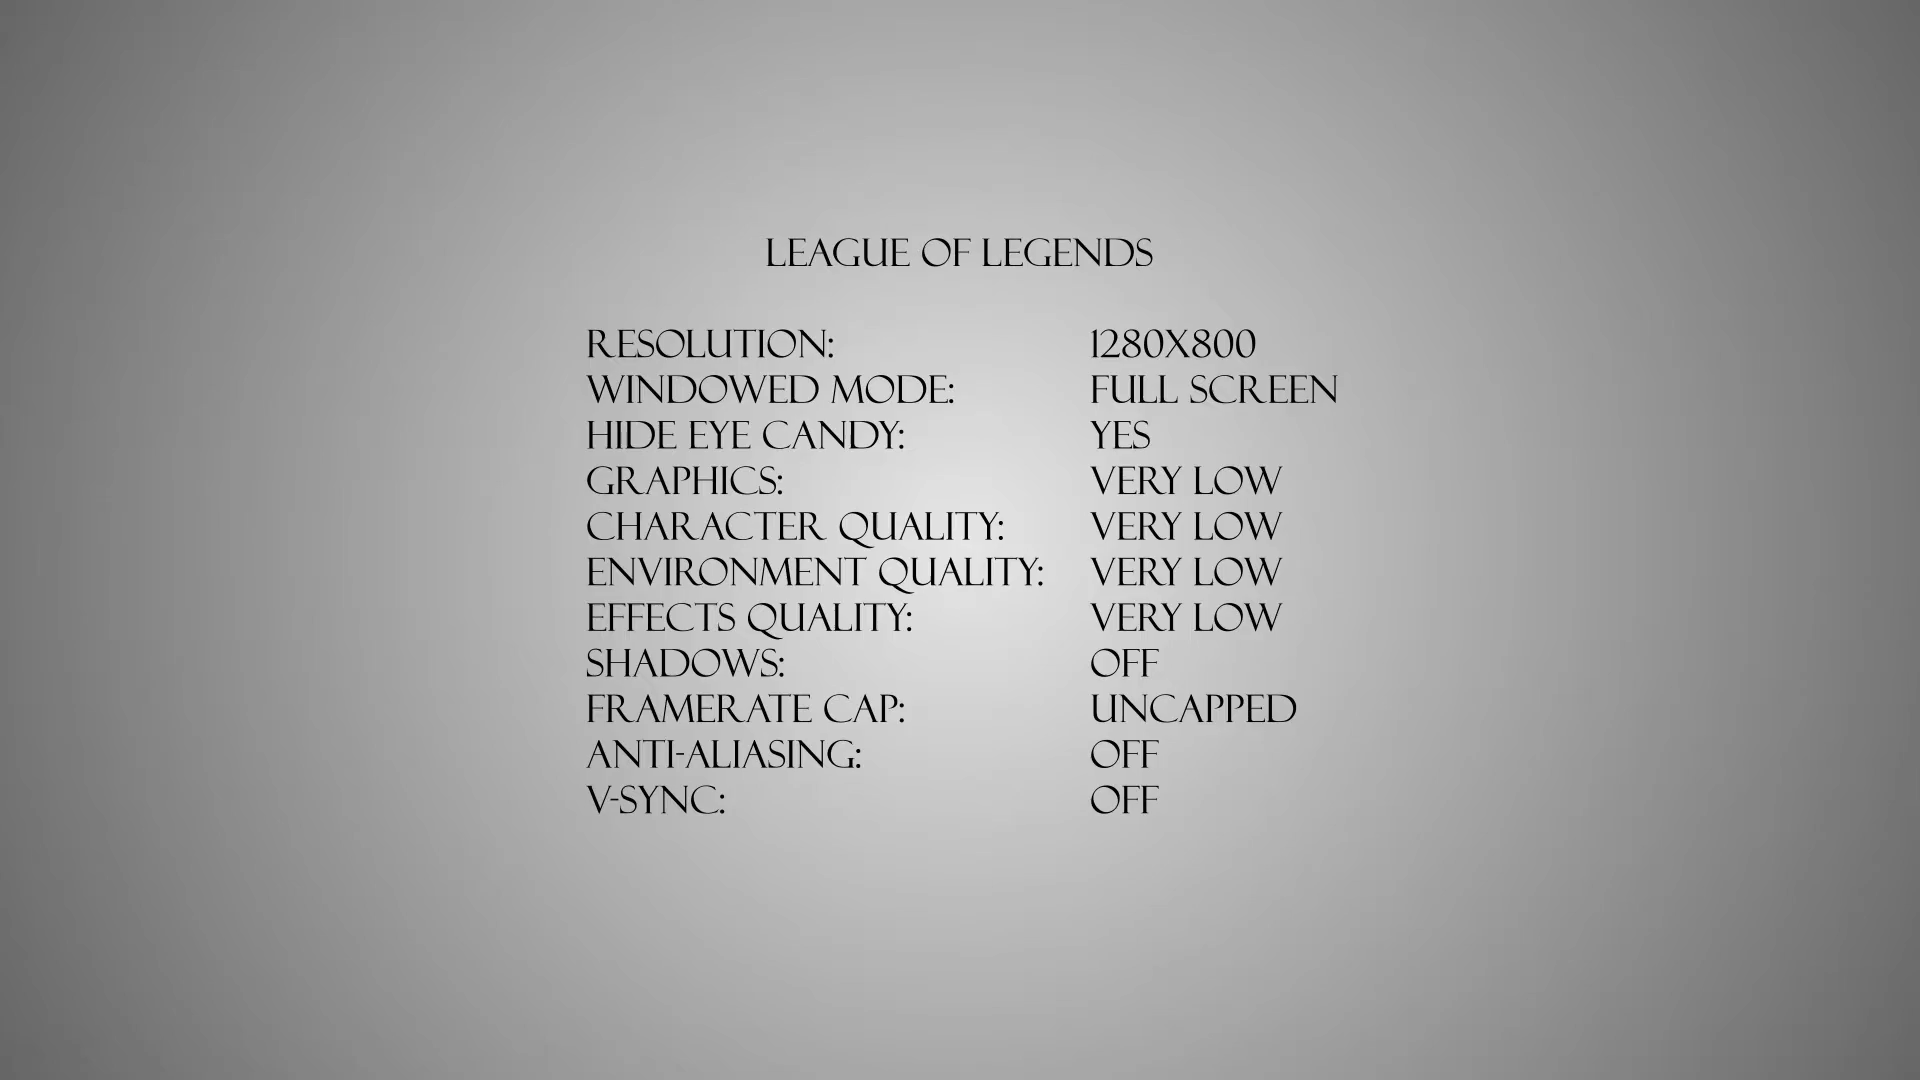 LEAGUE OF LEGENDS
RESOLUTION: 1280X800
WINDOWED MODE: FULL SCREEN
HIDE EYE CANDY: YES
GRAPHICS: VERY LOW
CHARACTER QUALITY: VERY LOW
ENVIRONMENT QUALITY: VERY LOW
EFFECTS QUALITY: VERY LOW
SHADOWS: OFF
FRAMERATE CAP: UNCAPPED
ANTI-ALIASING: OFF
V-SYNC: OFF